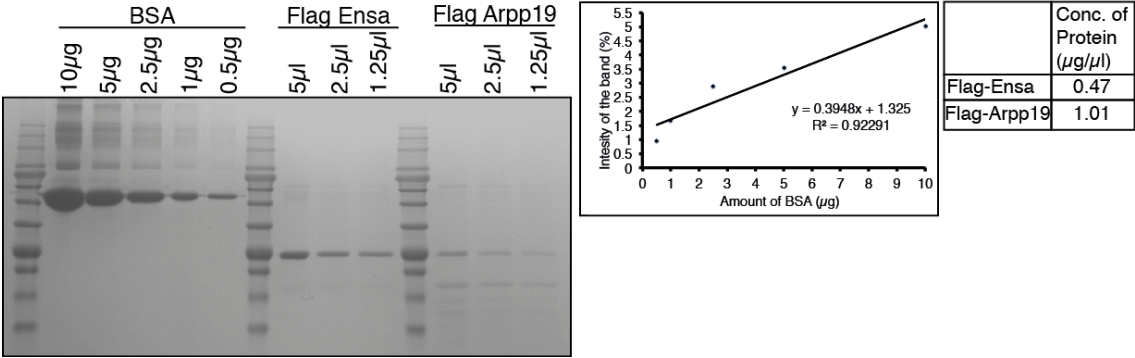 BSA
Flag Ensa
Flag Arpp19
10µg
5µg
2.5µg
1µg
0.5µg
5µl
2.5µl
1.25µl
5µl
2.5µl
1.25µl
Intesity of the band (%)
5.5
5
4.5
4
3.5
3
2.5
2
1.5
1
0.5
0
y = 0.3948x + 1.325
R² = 0.92291
0 1 2 3 4 5 6 7 8 9 10
Amount of BSA (µg)
Conc. of
Protein
(µg/µl)
Flag-Ensa 0.47
Flag-Arpp19 1.01